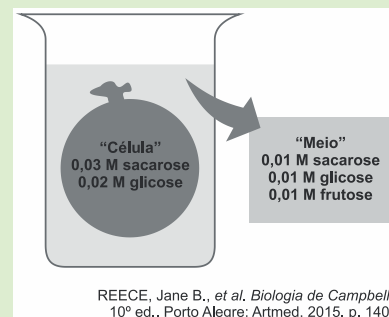 “Célula”
0,03 M sacarose
0,02 M glicose
“Meio”
0,01 M sacarose
0,01 M glicose
0,01 M frutose
REECE, Jane B., et al. Biologia de Campbell
10º ed., Porto Alegre: Artmed, 2015, p. 140